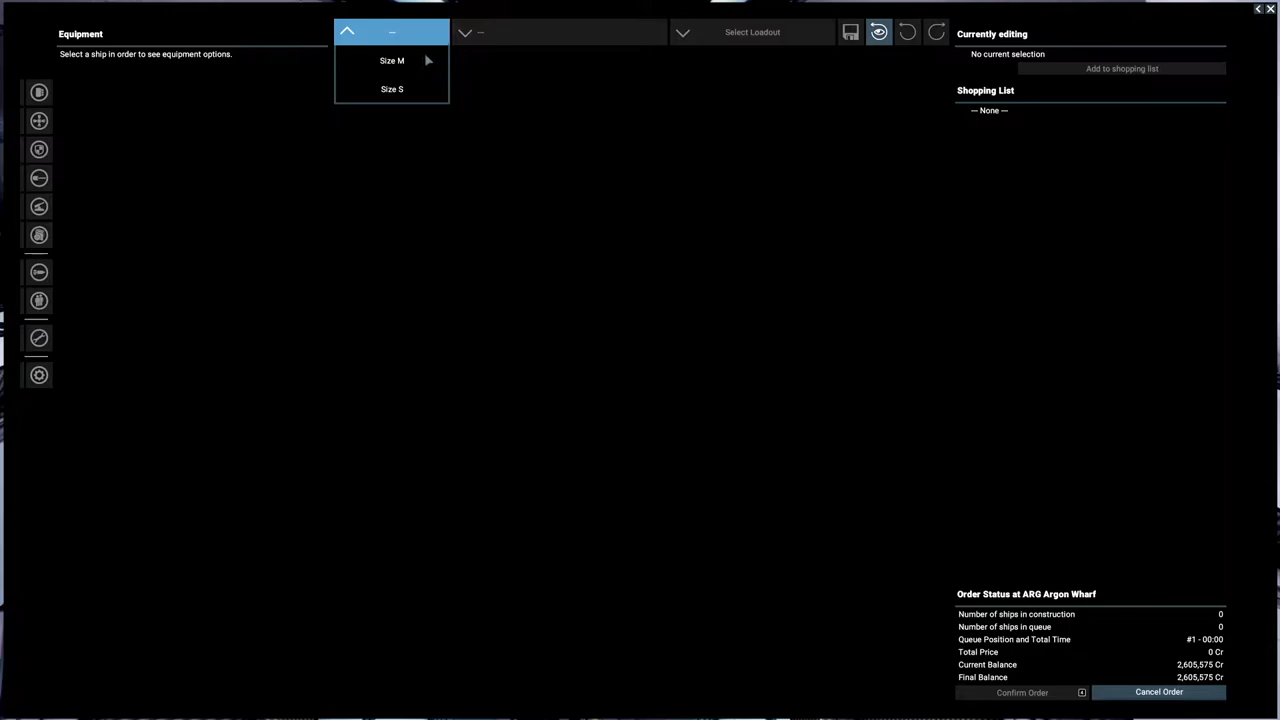 Equipment
Select a ship in order to see equipment options.
--
Size M
Size S
--
Select Loadout
Currently editing
No current selection
Add to shopping list
Shopping List
— None —
Order Status at ARG Argon Wharf
Number of ships in construction 0
Number of ships in queue 0
Queue Position and Total Time #1 - 00:00
Total Price 0 Cr
Current Balance 2,605,575 Cr
Final Balance 2,605,575 Cr
Confirm Order
Cancel Order